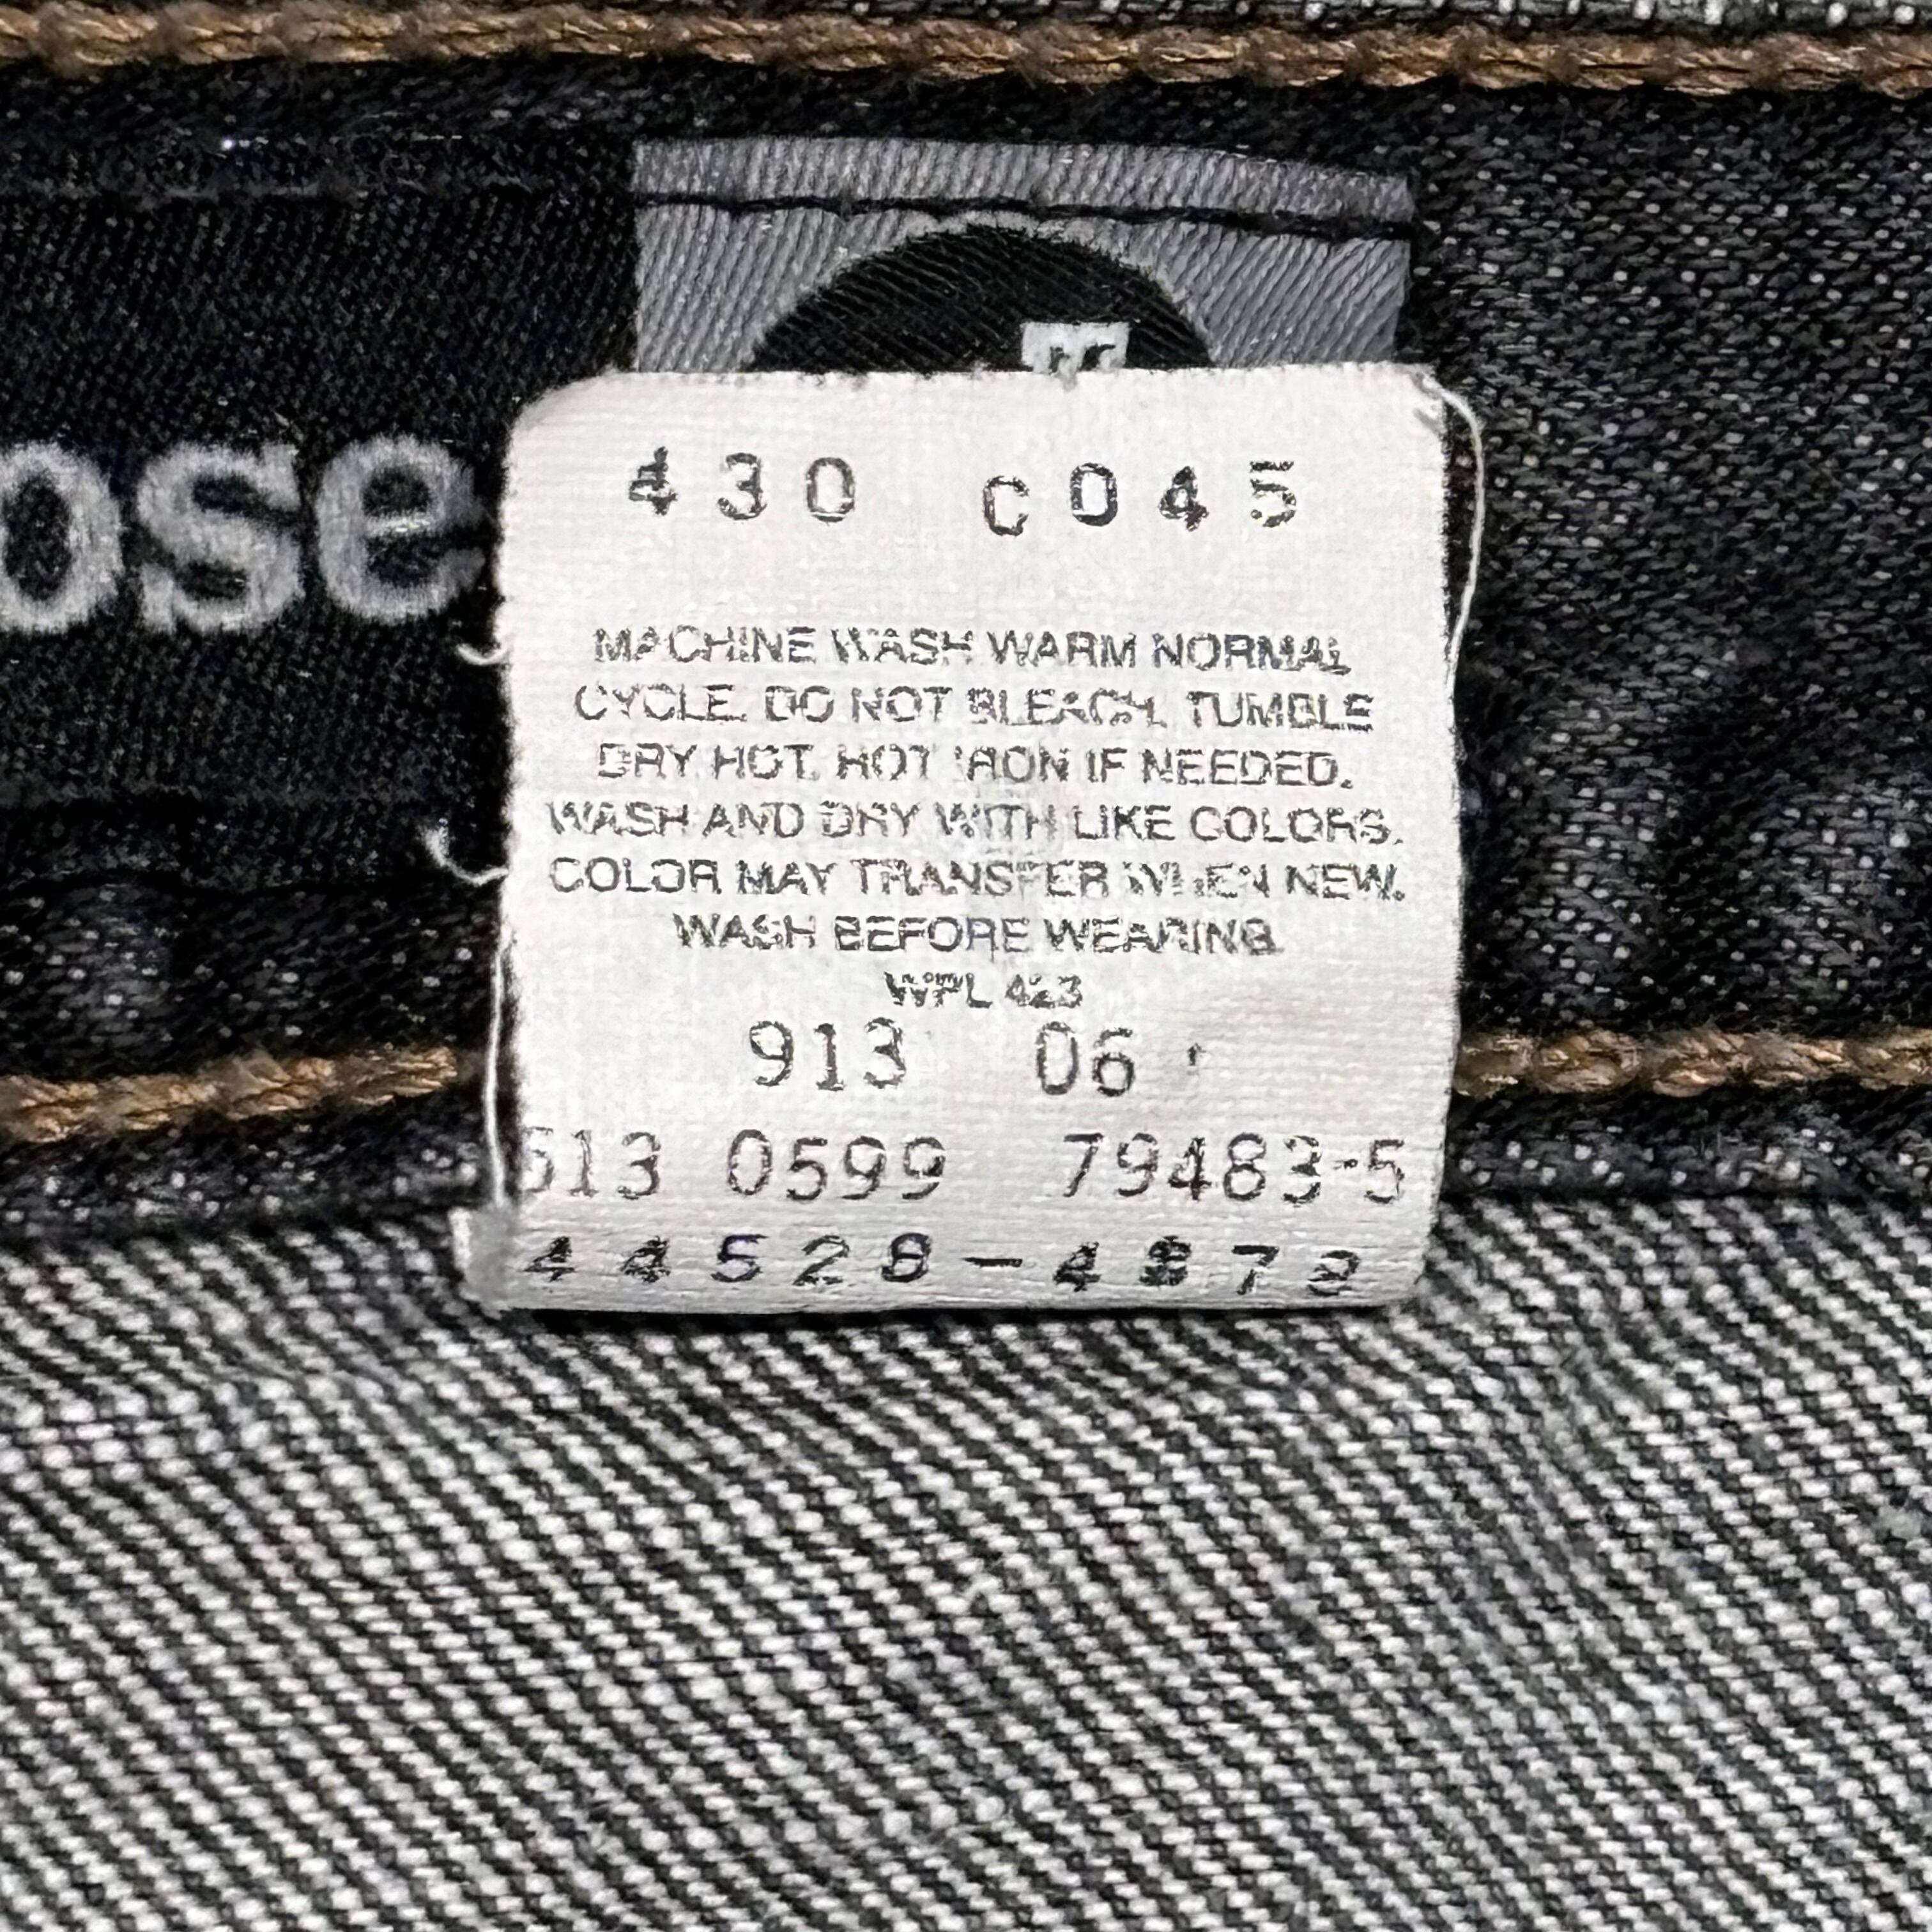 ose
430 C045
MACHINE WASH WARM NORMAL
CYCLE. DO NOT BLEACH. TUMBLE
DRY HOT. HOT IRON IF NEEDED.
WASH AND DRY WITH LIKE COLORS.
COLOR MAY TRANSFER WHEN NEW.
WASH BEFORE WEARING.
WPL 423
913 06
513 0599 79483-5
44528-4873